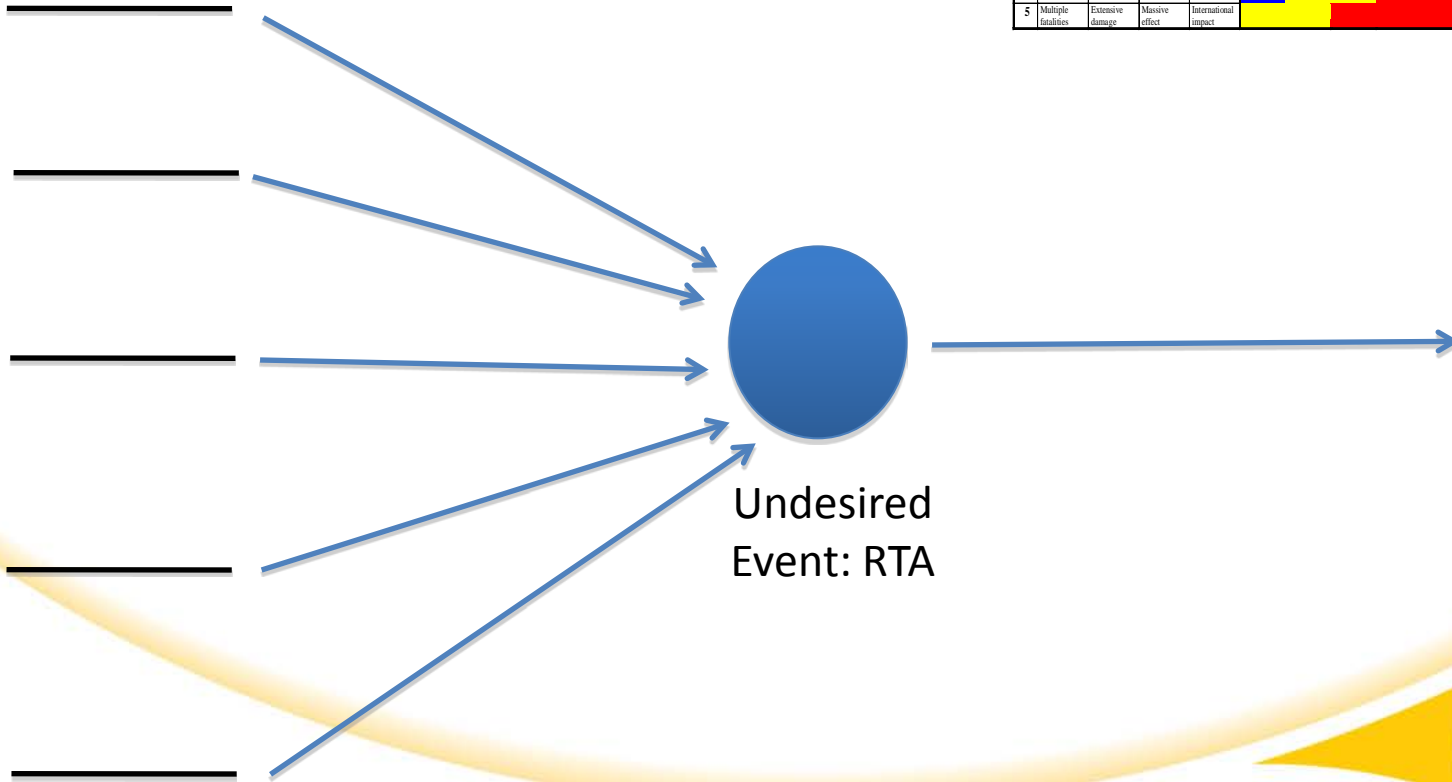 5 Multiple Extensive Massive International
fatalities damage effect impact
Undesired
Event: RTA